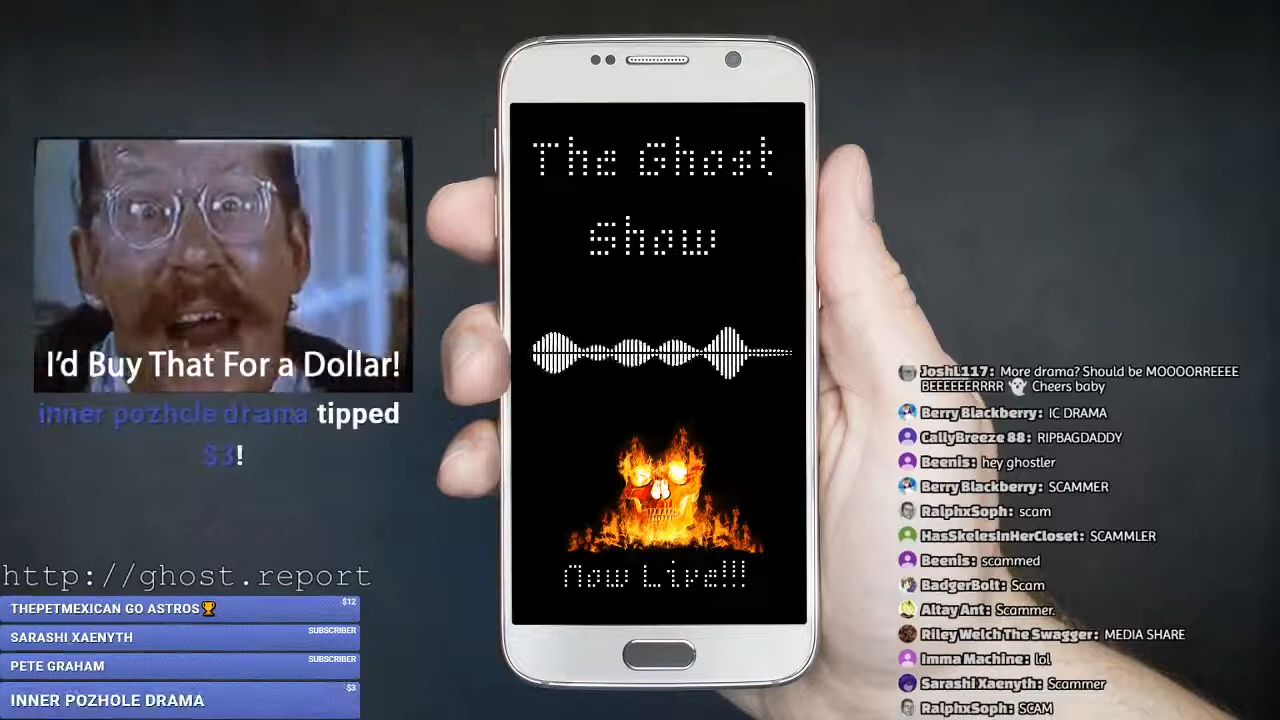 The Ghost
Show
Now Live!!!
I'd Buy That For a Dollar!
inner pozhole drama tipped
$3!
http://ghost.report
THEPETMEXICAN GO ASTROS🏆 $12
SARASHI XAENYTH SUBSCRIBER
PETE GRAHAM SUBSCRIBER
INNER POZHOLE DRAMA $3
JoshL117: More drama? Should be MOOOORREEEE
BEEEEERRRR 👻 Cheers baby
Berry Blackberry: IC DRAMA
CallyBreeze 88: RIPBAGDADDY
Beenis: hey ghostler
Berry Blackberry: SCAMMER
RalphxSoph: scam
HasSkelesInHerCloset: SCAMMLER
Beenis: scammed
BadgerBolt: Scam
Altay Ant: Scammer.
Riley Welch The Swagger: MEDIA SHARE
Imma Machine: lol
Sarashi Xaenyth: Scammer
RalphxSoph: SCAM